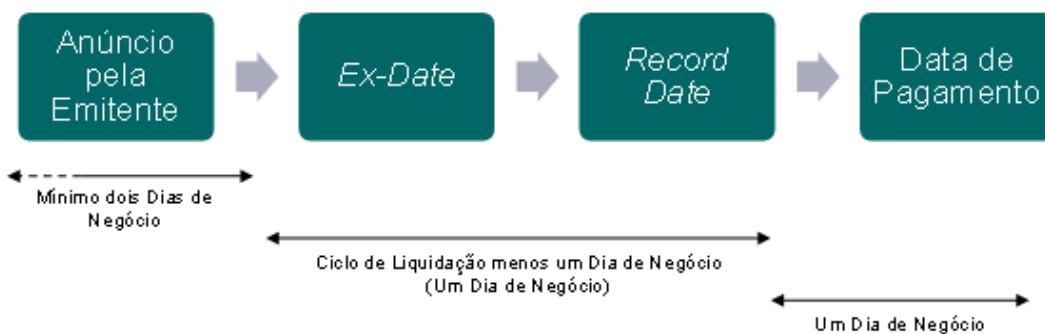 Anúncio
pela
Emitente
Ex-Date
Record
Date
Data de
Pagamento
Mínimo dois Dias de
Negócio
Ciclo de Liquidação menos um Dia de Negócio
(Um Dia de Negócio)
Um Dia de Negócio